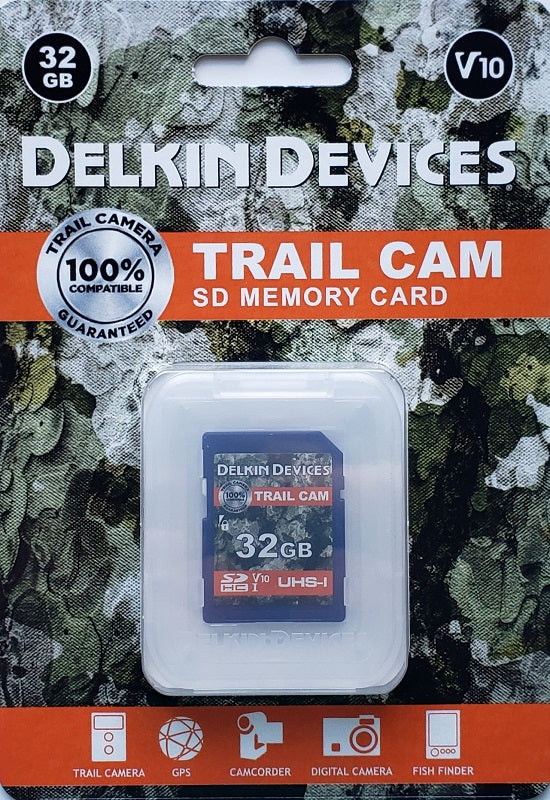 32
GB
V10
DELKIN DEVICES®
TRAIL CAMERA
100%
COMPATIBLE
GUARANTEED
TRAIL CAM
SD MEMORY CARD
DELKIN DEVICES
100%
TRAIL CAM
32GB
SD HC V10 I UHS-I
DELKIN DEVICES
TRAIL CAMERA
GPS
CAMCORDER
DIGITAL CAMERA
FISH FINDER